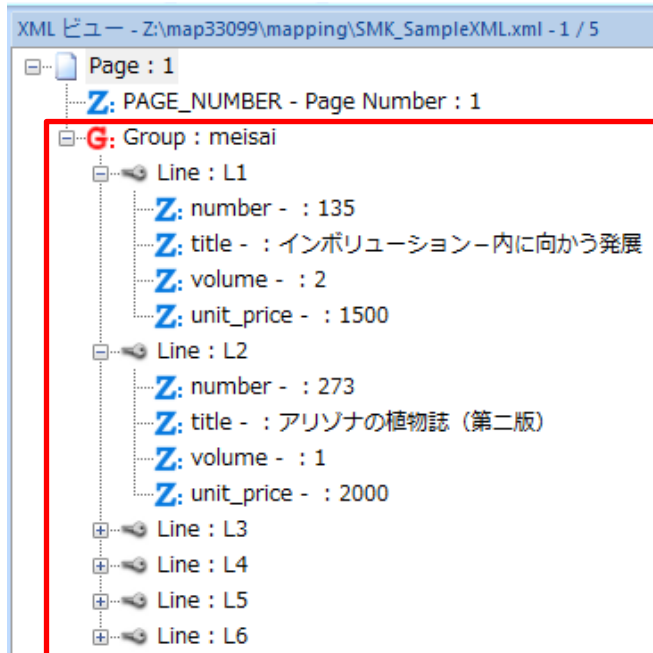 XML ビュー - Z:\map33099\mapping\SMK_SampleXML.xml - 1 / 5
Page : 1
Z: PAGE_NUMBER - Page Number : 1
G: Group : meisai
Line : L1
Z: number - : 135
Z: title - : インボリューション－内に向かう発展
Z: volume - : 2
Z: unit_price - : 1500
Line : L2
Z: number - : 273
Z: title - : アリゾナの植物誌（第二版）
Z: volume - : 1
Z: unit_price - : 2000
Line : L3
Line : L4
Line : L5
Line : L6